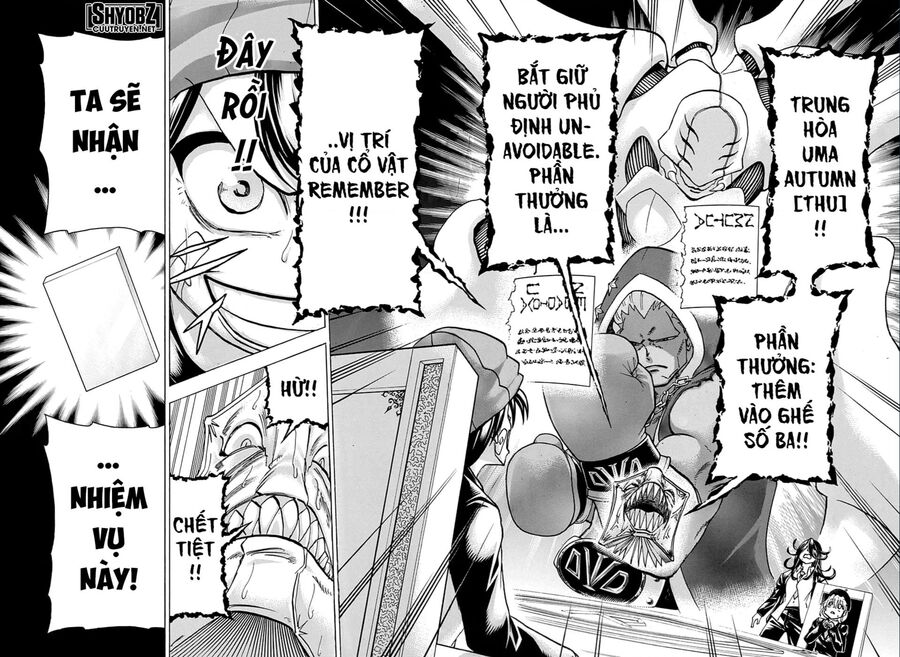 TRUNG
HÒA
UMA
AUTUMN
[THU]
!!
PHẦN
THƯỞNG:
THÊM
VÀO GHẾ
SỐ BA!!
BẮT GIỮ
NGƯỜI PHỦ
ĐỊNH UN-
AVOIDABLE.
PHẦN
THƯỞNG
LÀ...
..VỊ TRÍ
CỦA CỔ VẬT
REMEMBER
!!!
ĐÂY
RỒI
!!
HỪ!!
CHẾT
TIỆT
!!
TA SẼ
NHẬN
...
...
NHIỆM
VỤ
NÀY!
[SHYOBZ]
CUUTRUYEN.NET